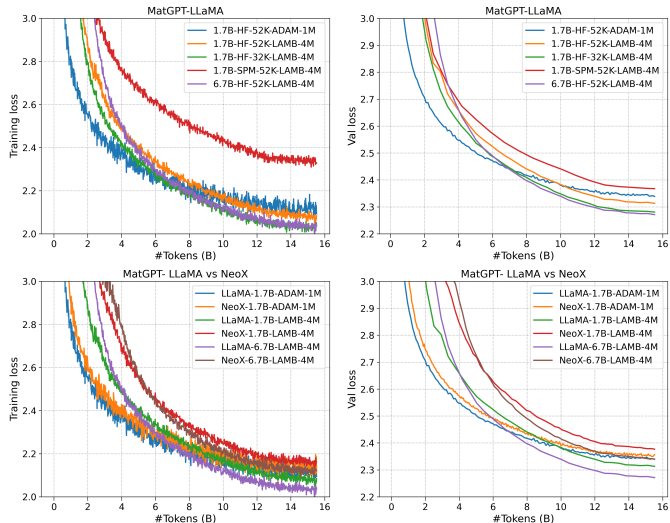 MatGPT-LLaMA
Training loss
3.0
2.8
2.6
2.4
2.2
2.0
0 2 4 6 8 10 12 14 16
#Tokens (B)
1.7B-HF-52K-ADAM-1M
1.7B-HF-52K-LAMB-4M
1.7B-HF-32K-LAMB-4M
1.7B-SPM-52K-LAMB-4M
6.7B-HF-52K-LAMB-4M
MatGPT-LLaMA
Val loss
3.0
2.9
2.8
2.7
2.6
2.5
2.4
2.3
2.2
0 2 4 6 8 10 12 14 16
#Tokens (B)
1.7B-HF-52K-ADAM-1M
1.7B-HF-52K-LAMB-4M
1.7B-HF-32K-LAMB-4M
1.7B-SPM-52K-LAMB-4M
6.7B-HF-52K-LAMB-4M
MatGPT- LLaMA vs NeoX
Training loss
3.0
2.8
2.6
2.4
2.2
2.0
0 2 4 6 8 10 12 14 16
#Tokens (B)
LLaMA-1.7B-ADAM-1M
NeoX-1.7B-ADAM-1M
LLaMA-1.7B-LAMB-4M
NeoX-1.7B-LAMB-4M
LLaMA-6.7B-LAMB-4M
NeoX-6.7B-LAMB-4M
MatGPT- LLaMA vs NeoX
Val loss
3.0
2.9
2.8
2.7
2.6
2.5
2.4
2.3
2.2
0 2 4 6 8 10 12 14 16
#Tokens (B)
LLaMA-1.7B-ADAM-1M
NeoX-1.7B-ADAM-1M
LLaMA-1.7B-LAMB-4M
NeoX-1.7B-LAMB-4M
LLaMA-6.7B-LAMB-4M
NeoX-6.7B-LAMB-4M